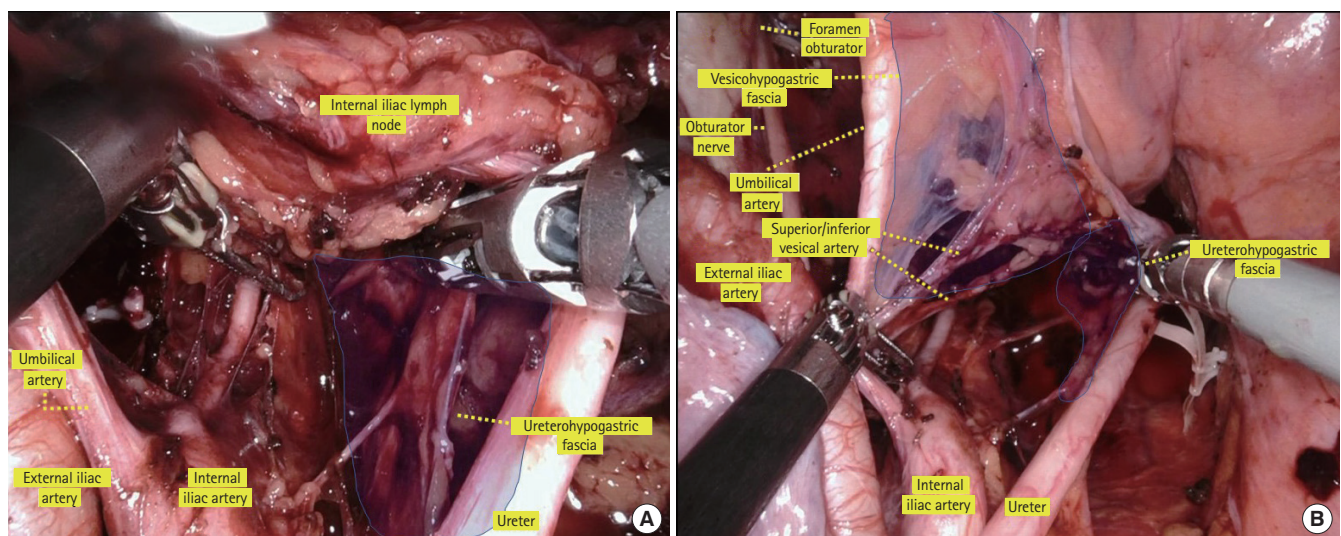 Internal iliac lymph
node
Umbilical
artery
Ureterohypogastric
fascia
External iliac
artery
Internal
iliac artery
Ureter
A
Foramen
obturator
Vesicohypogastric
fascia
Obturator
nerve
Umbilical
artery
Superior/inferior
vesical artery
Ureterohypogastric
fascia
External iliac
artery
Internal
iliac artery
Ureter
B